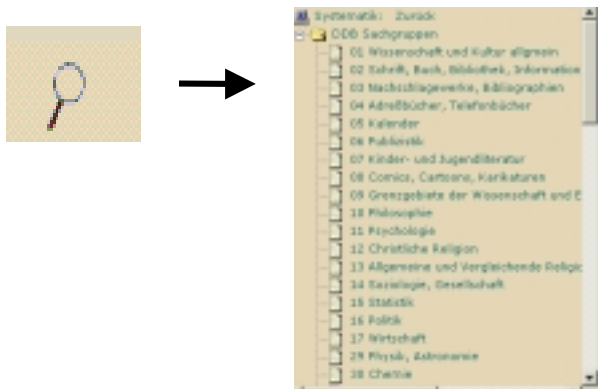 Systematik: Zurück
DDB Sachgruppen
01 Wissenschaft und Kultur allgmein
02 Schrift, Buch, Bibliothek, Information
03 Nachschlagewerke, Bibliographien
04 Adreßbücher, Telefonbücher
05 Kalender
06 Publizistik
07 Kinder- und Jugendliteratur
08 Comics, Cartoons, Karikaturen
09 Grenzgebiete der Wissenschaft und E
10 Philosophie
11 Psychologie
12 Christliche Religion
13 Allgemeine und Vergleichende Religio
14 Soziologie, Gesellschaft
15 Statistik
16 Politik
17 Wirtschaft
29 Physik, Astronomie
30 Chemie